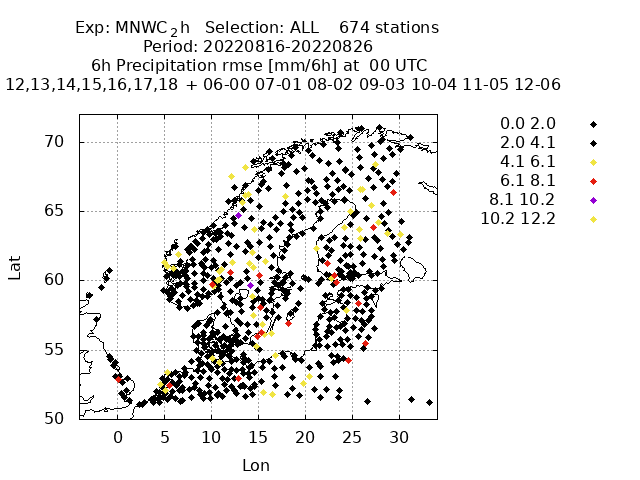 Exp: MNWC_2h   Selection: ALL    674 stations
Period: 20220816-20220826
6h Precipitation rmse [mm/6h] at  00 UTC
12,13,14,15,16,17,18 + 06-00 07-01 08-02 09-03 10-04 11-05 12-06
0.0 2.0
2.0 4.1
4.1 6.1
6.1 8.1
8.1 10.2
10.2 12.2
70
65
60
55
50
Lat
0 5 10 15 20 25 30
Lon